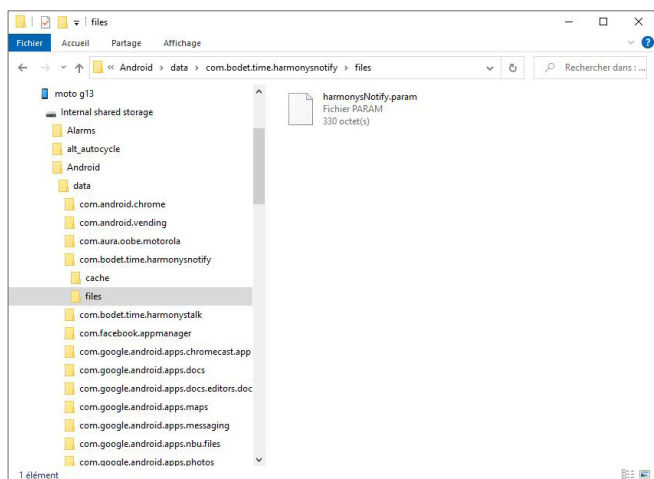 files
Fichier Accueil Partage Affichage
« Android › data › com.bodet.time.harmonysnotify › files
Rechercher dans : ...
moto g13
Internal shared storage
Alarms
alt_autocycle
Android
data
com.android.chrome
com.android.vending
com.aura.oobe.motorola
com.bodet.time.harmonysnotify
cache
files
com.bodet.time.harmonystalk
com.facebook.appmanager
com.google.android.apps.chromecast.app
com.google.android.apps.docs
com.google.android.apps.docs.editors.doc
com.google.android.apps.maps
com.google.android.apps.messaging
com.google.android.apps.nbu.files
com.google.android.apps.photos
harmonysNotify.param
Fichier PARAM
330 octet(s)
1 élément